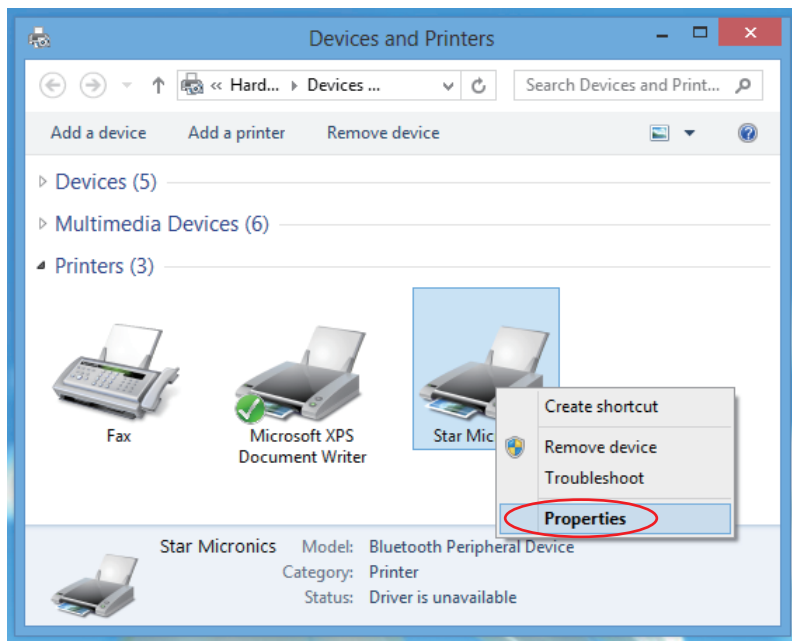 Devices and Printers
« Hard... Devices ...
Search Devices and Print...
Add a device Add a printer Remove device
Devices (5)
Multimedia Devices (6)
Printers (3)
Fax
Microsoft XPS
Document Writer
Star Mic
Create shortcut
Remove device
Troubleshoot
Properties
Star Micronics Model: Bluetooth Peripheral Device
Category: Printer
Status: Driver is unavailable